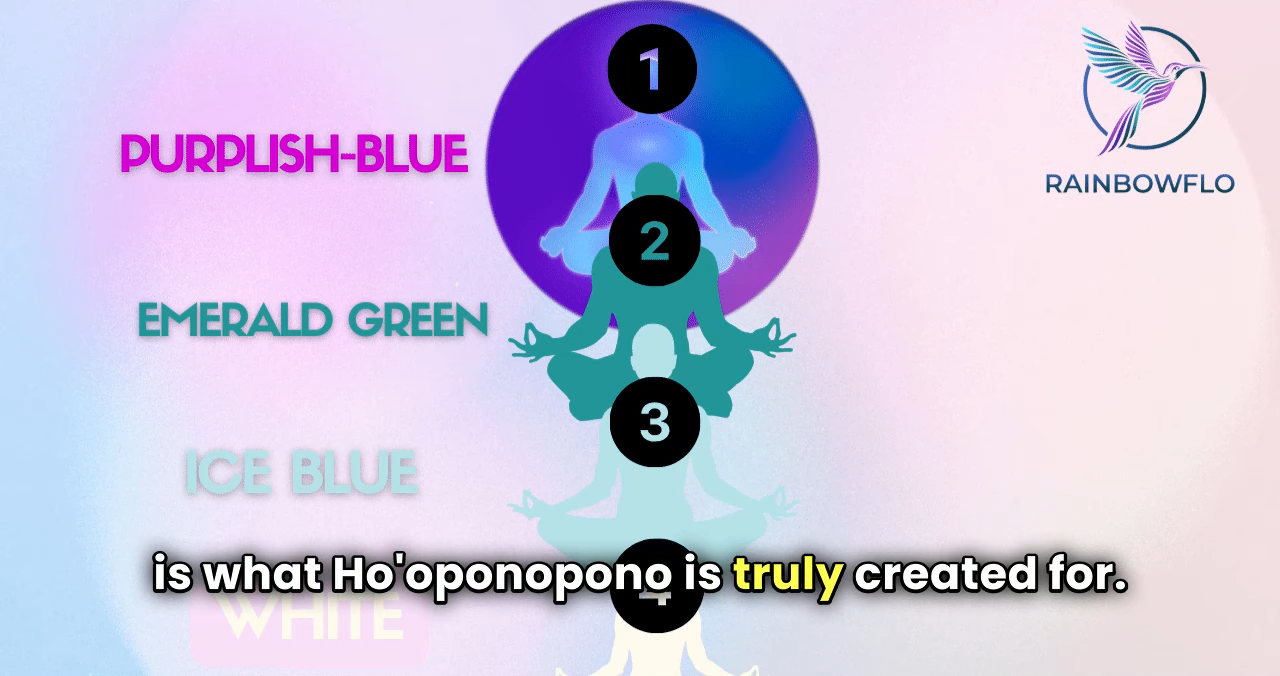 1
PURPLISH-BLUE
RAINBOWFLO
2
EMERALD GREEN
3
ICE BLUE
is what Ho'oponopono is truly created for.
4
WHITE